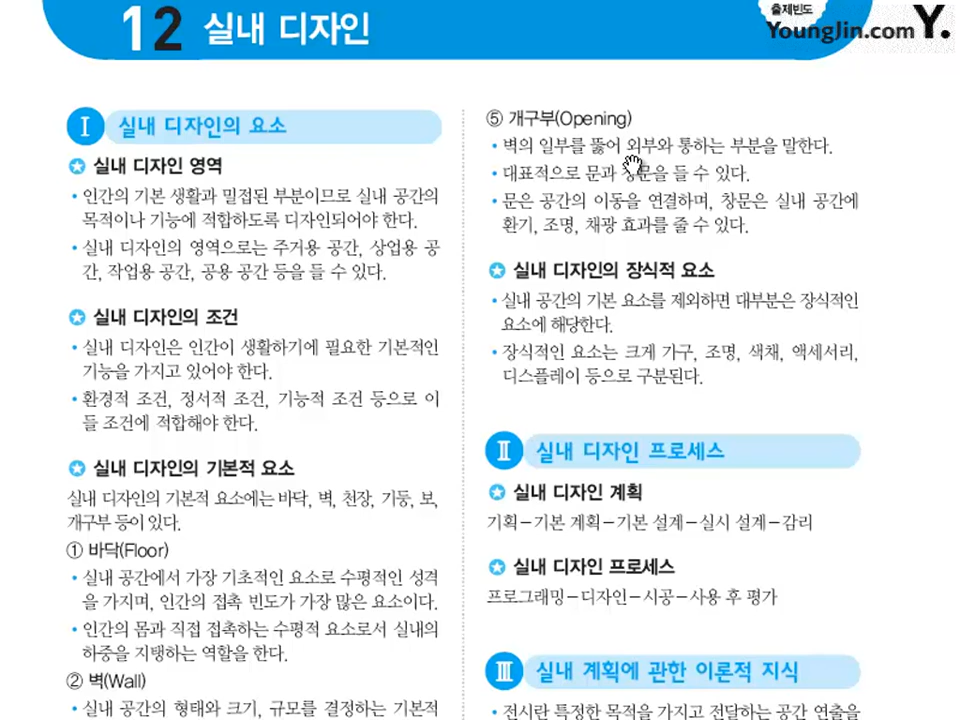 12 실내 디자인
출제빈도
YoungJin.com Y.
Ⅰ 실내 디자인의 요소
실내 디자인 영역
• 인간의 기본 생활과 밀접된 부분이므로 실내 공간의
목적이나 기능에 적합하도록 디자인되어야 한다.
• 실내 디자인의 영역으로는 주거용 공간, 상업용 공
간, 작업용 공간, 공용 공간 등을 들 수 있다.
실내 디자인의 조건
• 실내 디자인은 인간이 생활하기에 필요한 기본적인
기능을 가지고 있어야 한다.
• 환경적 조건, 정서적 조건, 기능적 조건 등으로 이
들 조건에 적합해야 한다.
실내 디자인의 기본적 요소
실내 디자인의 기본적 요소에는 바닥, 벽, 천장, 기둥, 보,
개구부 등이 있다.
① 바닥(Floor)
• 실내 공간에서 가장 기초적인 요소로 수평적인 성격
을 가지며, 인간의 접촉 빈도가 가장 많은 요소이다.
• 인간의 몸과 직접 접촉하는 수평적 요소로서 실내의
하중을 지탱하는 역할을 한다.
② 벽(Wall)
• 실내 공간의 형태와 크기, 규모를 결정하는 기본적
⑤ 개구부(Opening)
• 벽의 일부를 뚫어 외부와 통하는 부분을 말한다.
• 대표적으로 문과 창문을 들 수 있다.
• 문은 공간의 이동을 연결하며, 창문은 실내 공간에
환기, 조명, 채광 효과를 줄 수 있다.
실내 디자인의 장식적 요소
• 실내 공간의 기본 요소를 제외하면 대부분은 장식적인
요소에 해당한다.
• 장식적인 요소는 크게 가구, 조명, 색채, 액세서리,
디스플레이 등으로 구분된다.
Ⅱ 실내 디자인 프로세스
실내 디자인 계획
기획－기본 계획－기본 설계－실시 설계－감리
실내 디자인 프로세스
프로그래밍－디자인－시공－사용 후 평가
Ⅲ 실내 계획에 관한 이론적 지식
• 전시란 특정한 목적을 가지고 전달하는 공간 연출을